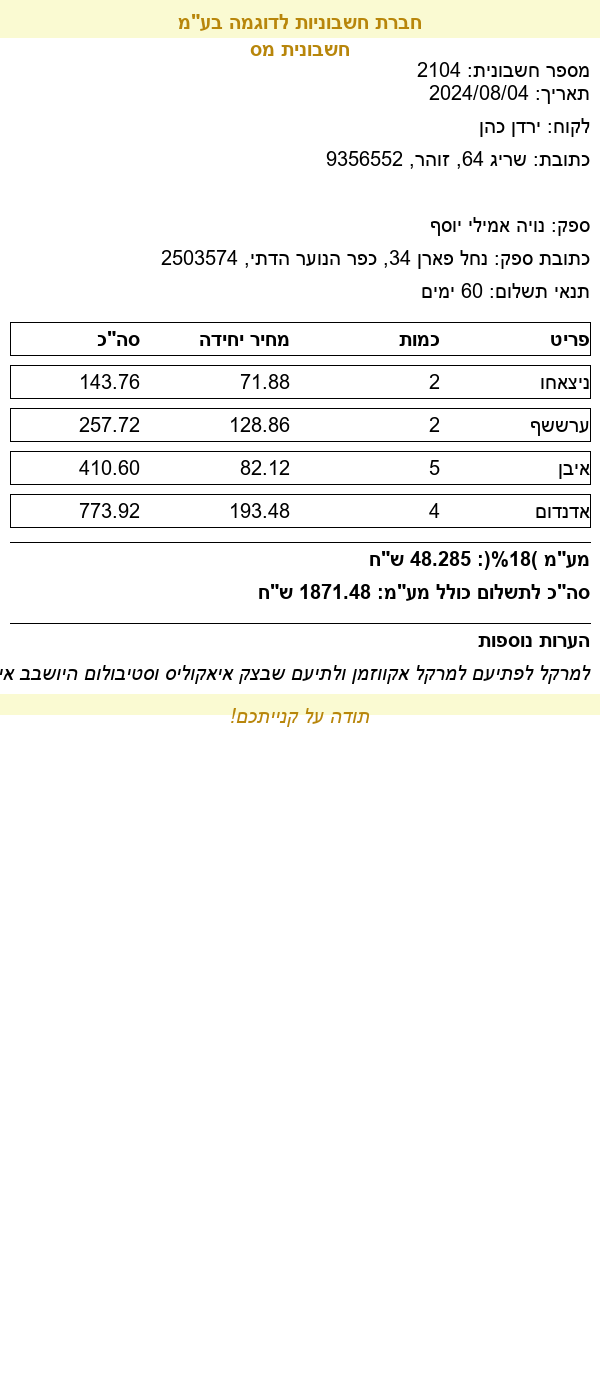 חברת חשבוניות לדוגמה בע"מ
חשבונית מס
מספר חשבונית: 2104
תאריך: 2024/08/04
לקוח: ירדן כהן
כתובת: שריג 64, זוהר, 9356552
ספק: נויה אמילי יוסף
כתובת ספק: נחל פארן 34, כפר הנוער הדתי, 2503574
תנאי תשלום: 60 ימים
פריט כמות מחיר יחידה סה"כ
ניצאחו 2 71.88 143.76
ערששף 2 128.86 257.72
איבן 5 82.12 410.60
אדנדום 4 193.48 773.92
מע"מ )18%(: 48.285 ש"ח
סה"כ לתשלום כולל מע"מ: 1871.48 ש"ח
הערות נוספות
למרקל לפתיעם למרקל אקווזמן ולתיעם שבצק איאקוליס וסטיבולום היושבב אי
תודה על קנייתכם!